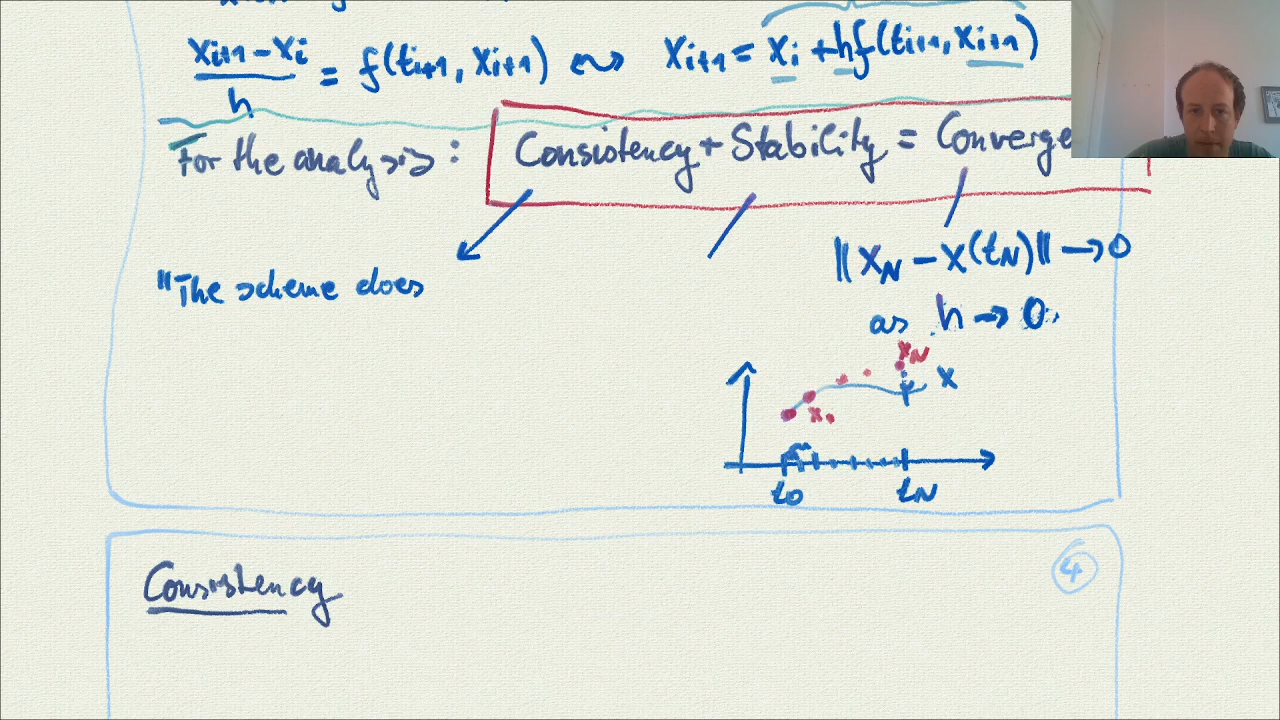 (x_{i+1} − x_i)/h = f(t_{i+1}, x_{i+1}) ⇝ x_{i+1} = x_i + hf(t_{i+1}, x_{i+1})
For the analysis: Consistency + Stability = Converge
"The scheme does
‖x_N − x(t_N)‖ → 0
as h → 0.
x_N
x
x_1
t_0 t_N
Consistency
4